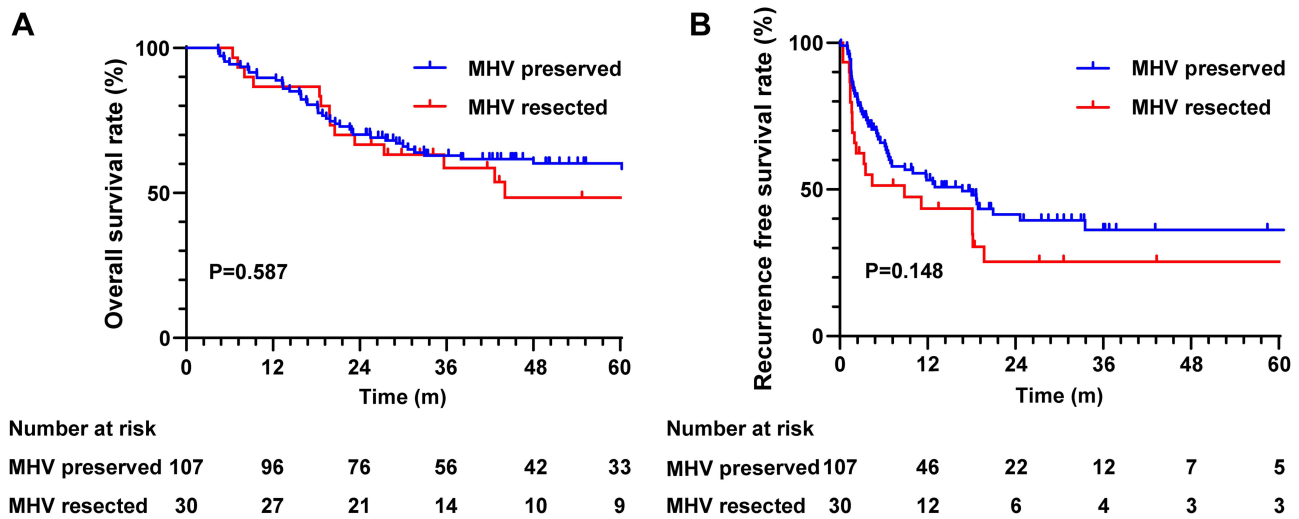 A
Overall survival rate (%)
100
50
0
MHV preserved
MHV resected
P=0.587
0 12 24 36 48 60
Time (m)
Number at risk
MHV preserved 107 96 76 56 42 33
MHV resected 30 27 21 14 10 9
B
Recurrence free survival rate (%)
100
50
0
MHV preserved
MHV resected
P=0.148
0 12 24 36 48 60
Time (m)
Number at risk
MHV preserved 107 46 22 12 7 5
MHV resected 30 12 6 4 3 3